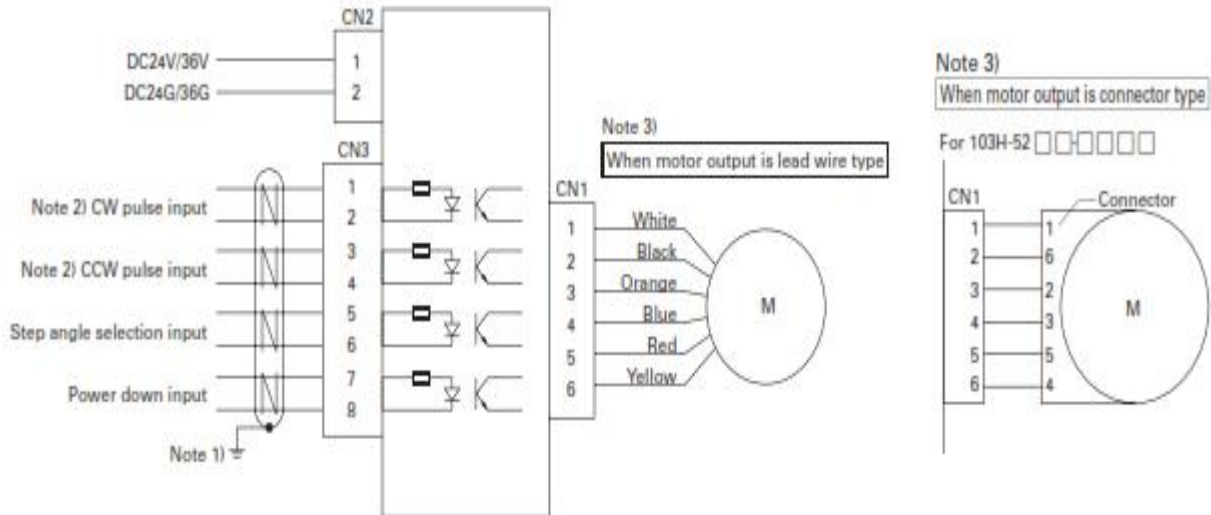 CN2
DC24V/36V
1
DC24G/36G
2
CN3
Note 2) CW pulse input
1
2
Note 2) CCW pulse input
3
4
Step angle selection input
5
6
Power down input
7
8
Note 1)
Note 3)
When motor output is lead wire type
CN1
1
White
2
Black
3
Orange
4
Blue
5
Red
6
Yellow
M
Note 3)
When motor output is connector type
For 103H-52□□-□□□□
CN1
Connector
1
1
2
6
3
2
4
3
5
5
6
4
M